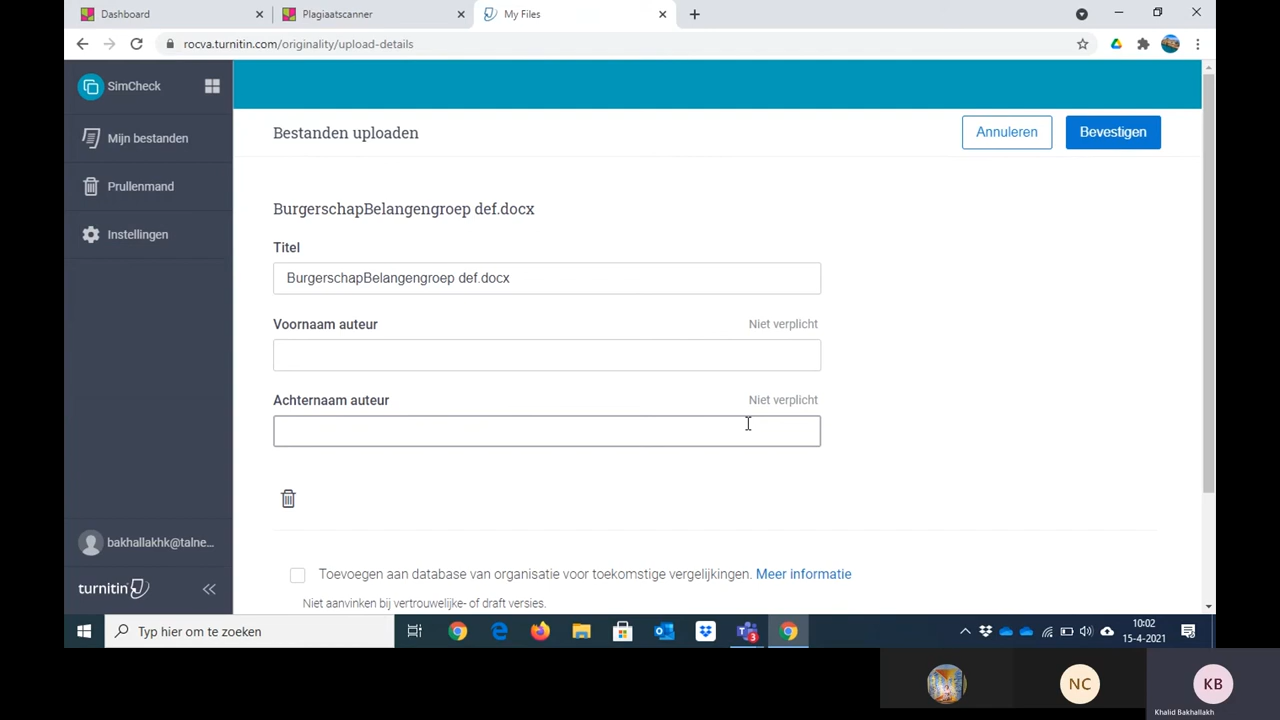 Dashboard
Plagiaatscanner
My Files
rocva.turnitin.com/originality/upload-details
SimCheck
Mijn bestanden
Prullenmand
Instellingen
bakhallakhk@talne...
turnitin
Bestanden uploaden
Annuleren
Bevestigen
BurgerschapBelangengroep def.docx
Titel
BurgerschapBelangengroep def.docx
Voornaam auteur
Niet verplicht
Achternaam auteur
Niet verplicht
Toevoegen aan database van organisatie voor toekomstige vergelijkingen. Meer informatie
Niet aanvinken bij vertrouwelijke- of draft versies.
Typ hier om te zoeken
3
10:02
15-4-2021
NC
KB
Khalid Bakhallakh